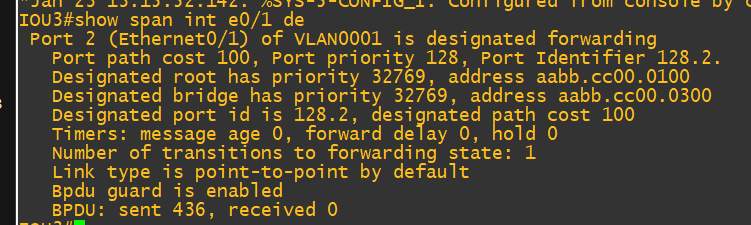 *Jan 25 15:15:52.142: %SYS-5-CONFIG_I: Configured from console by
IOU3#show span int e0/1 de
Port 2 (Ethernet0/1) of VLAN0001 is designated forwarding
Port path cost 100, Port priority 128, Port Identifier 128.2.
Designated root has priority 32769, address aabb.cc00.0100
Designated bridge has priority 32769, address aabb.cc00.0300
Designated port id is 128.2, designated path cost 100
Timers: message age 0, forward delay 0, hold 0
Number of transitions to forwarding state: 1
Link type is point-to-point by default
Bpdu guard is enabled
BPDU: sent 436, received 0
IOU3#